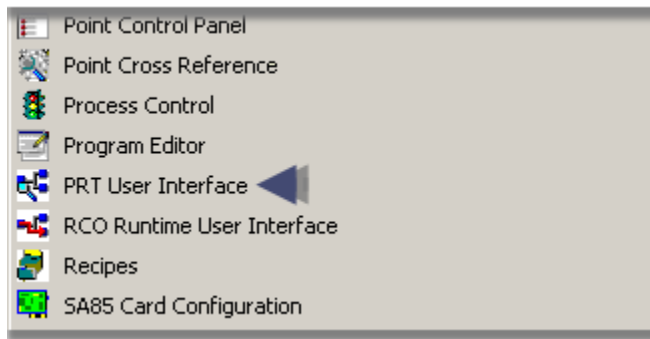 Point Control Panel
Point Cross Reference
Process Control
Program Editor
PRT User Interface
RCO Runtime User Interface
Recipes
SA85 Card Configuration